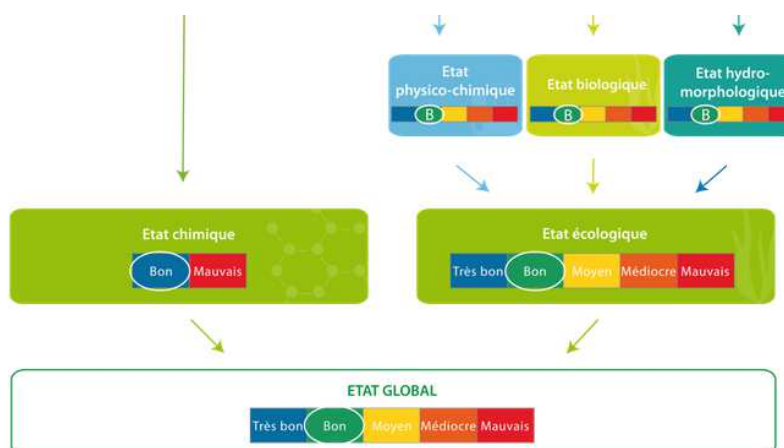 Etat
physico-chimique
B
Etat biologique
B
Etat hydro-
morphologique
B
Etat chimique
Bon Mauvais
Etat écologique
Très bon Bon Moyen Médiocre Mauvais
ETAT GLOBAL
Très bon Bon Moyen Médiocre Mauvais